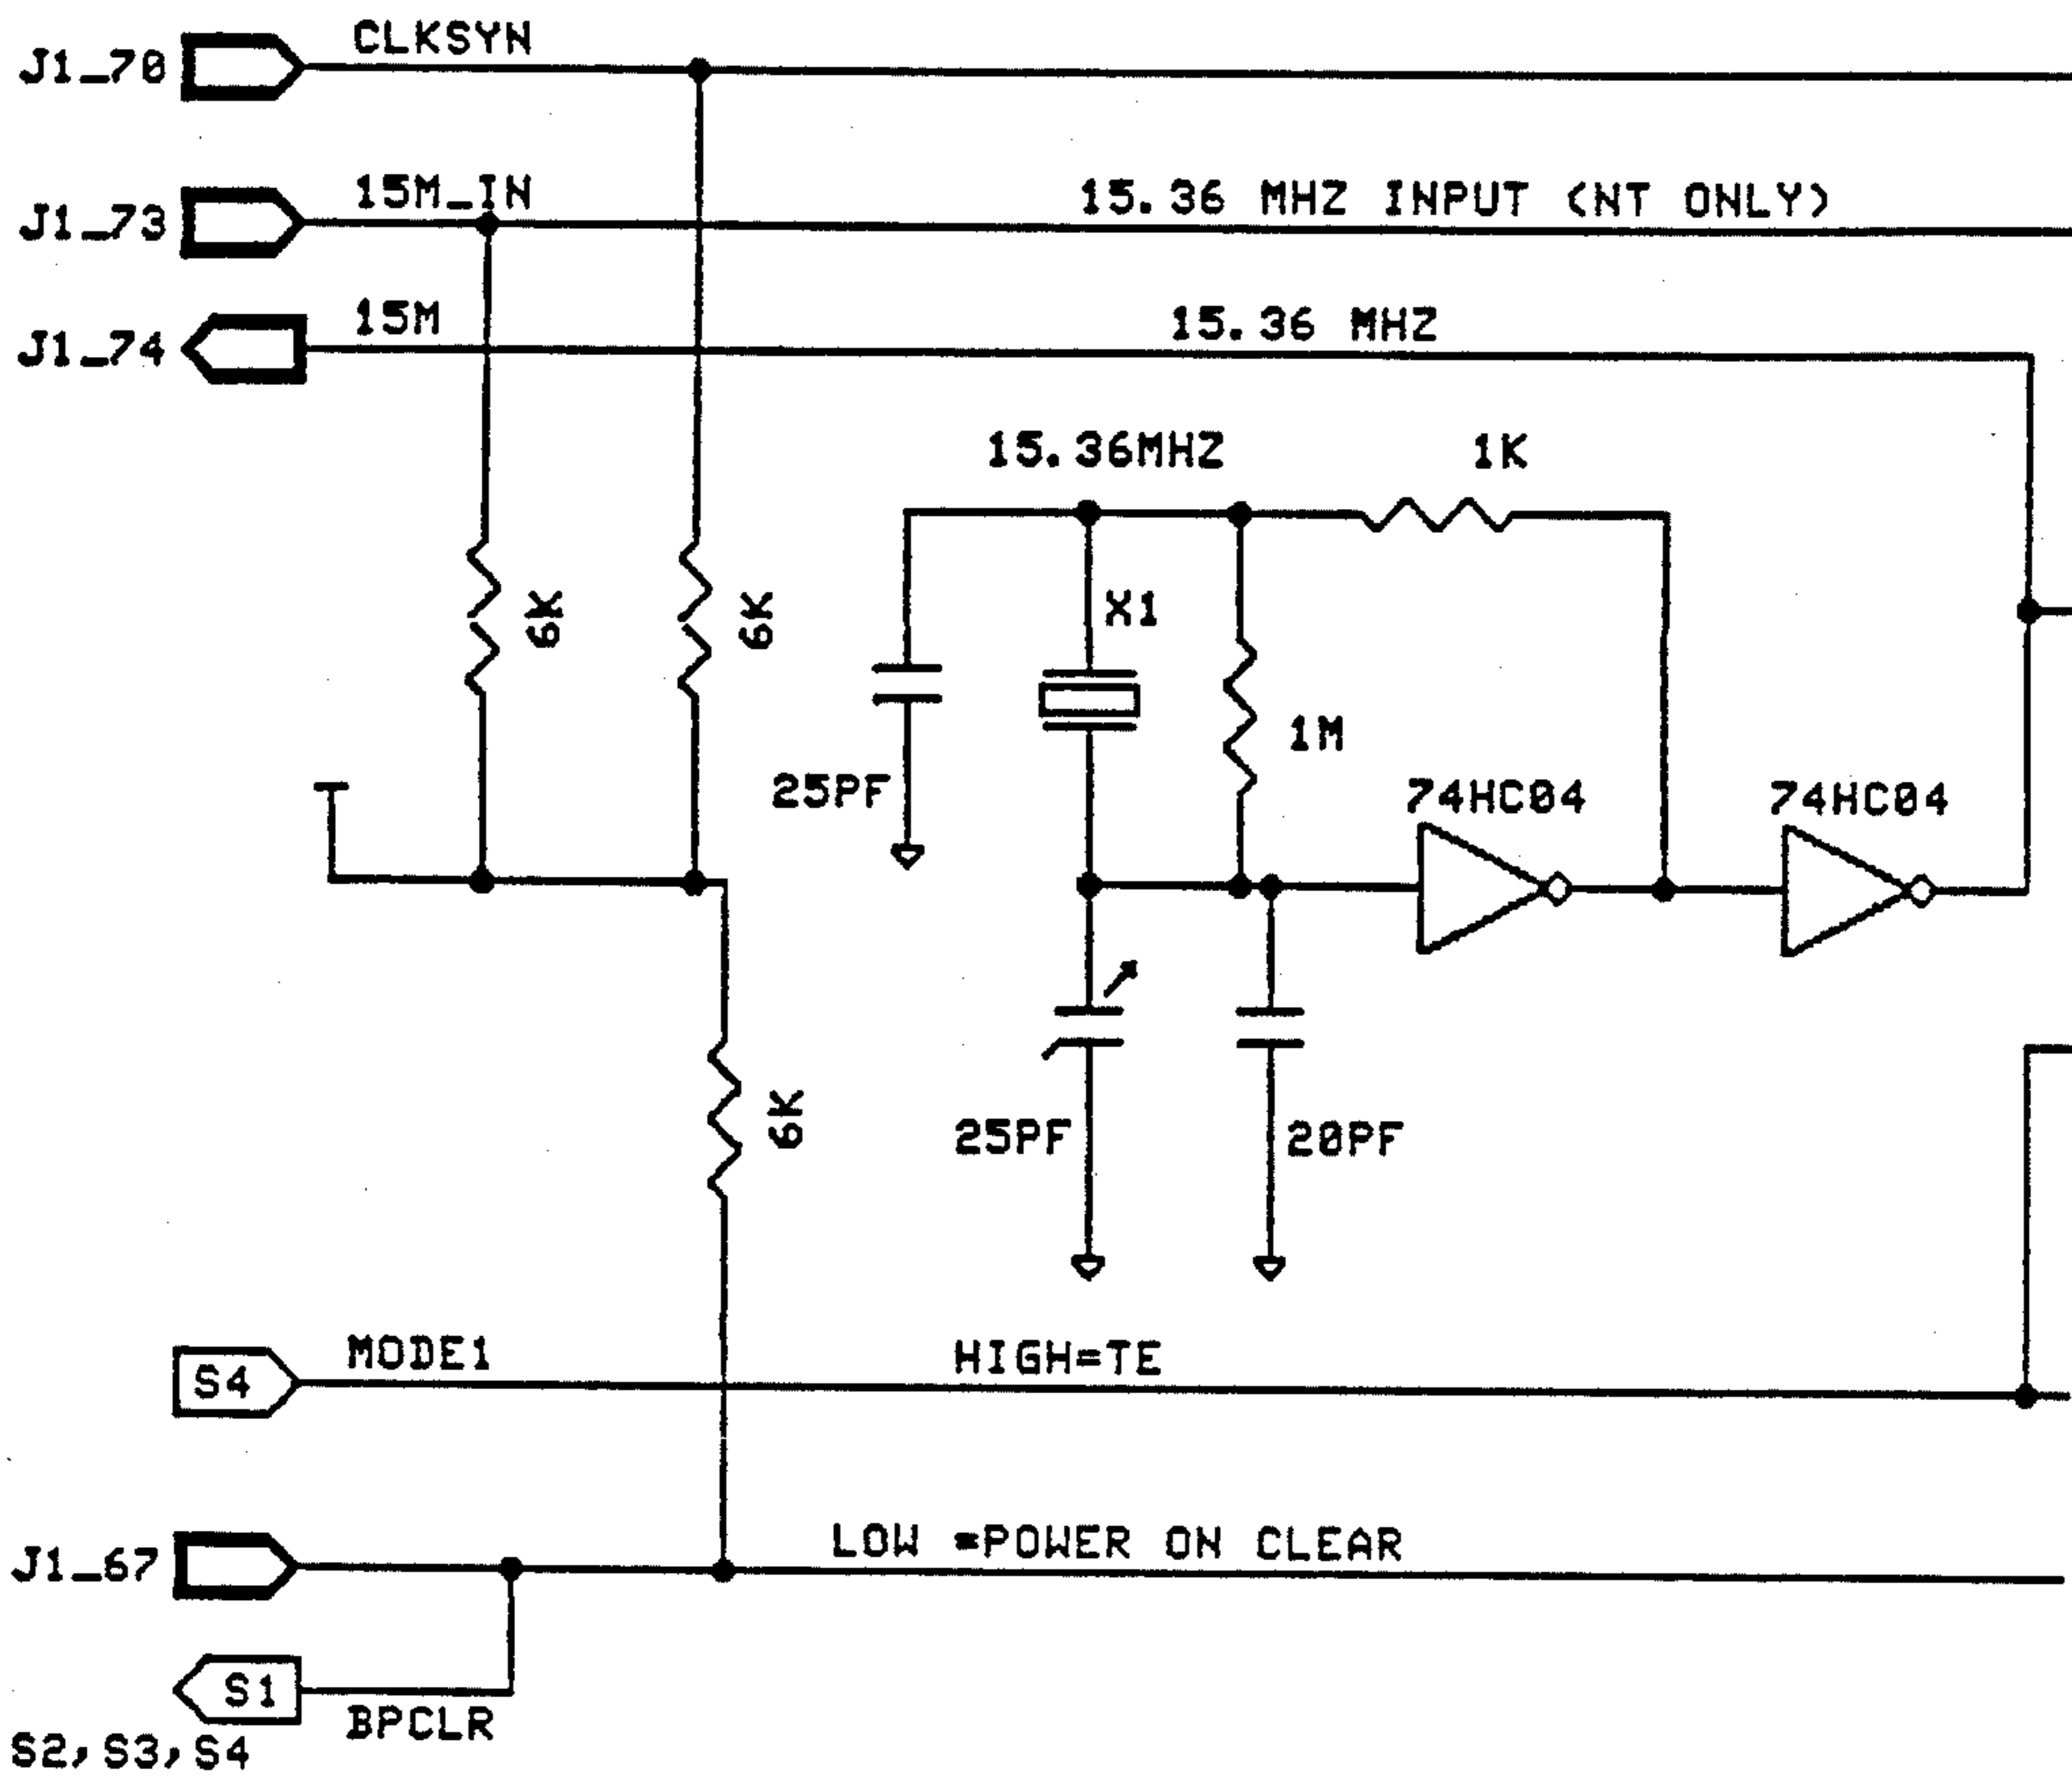 CLKSYN
J1_70
15M_IN
15.36 MHZ INPUT (NT ONLY)
J1_73
15M
15.36 MHZ
J1_74
15.36MHZ
1K
6K
6K
X1
1M
25PF
74HC04
74HC04
6K
25PF
20PF
MODE1
HIGH=TE
S4
LOW =POWER ON CLEAR
J1_67
S1
BPCLR
S2,S3,S4